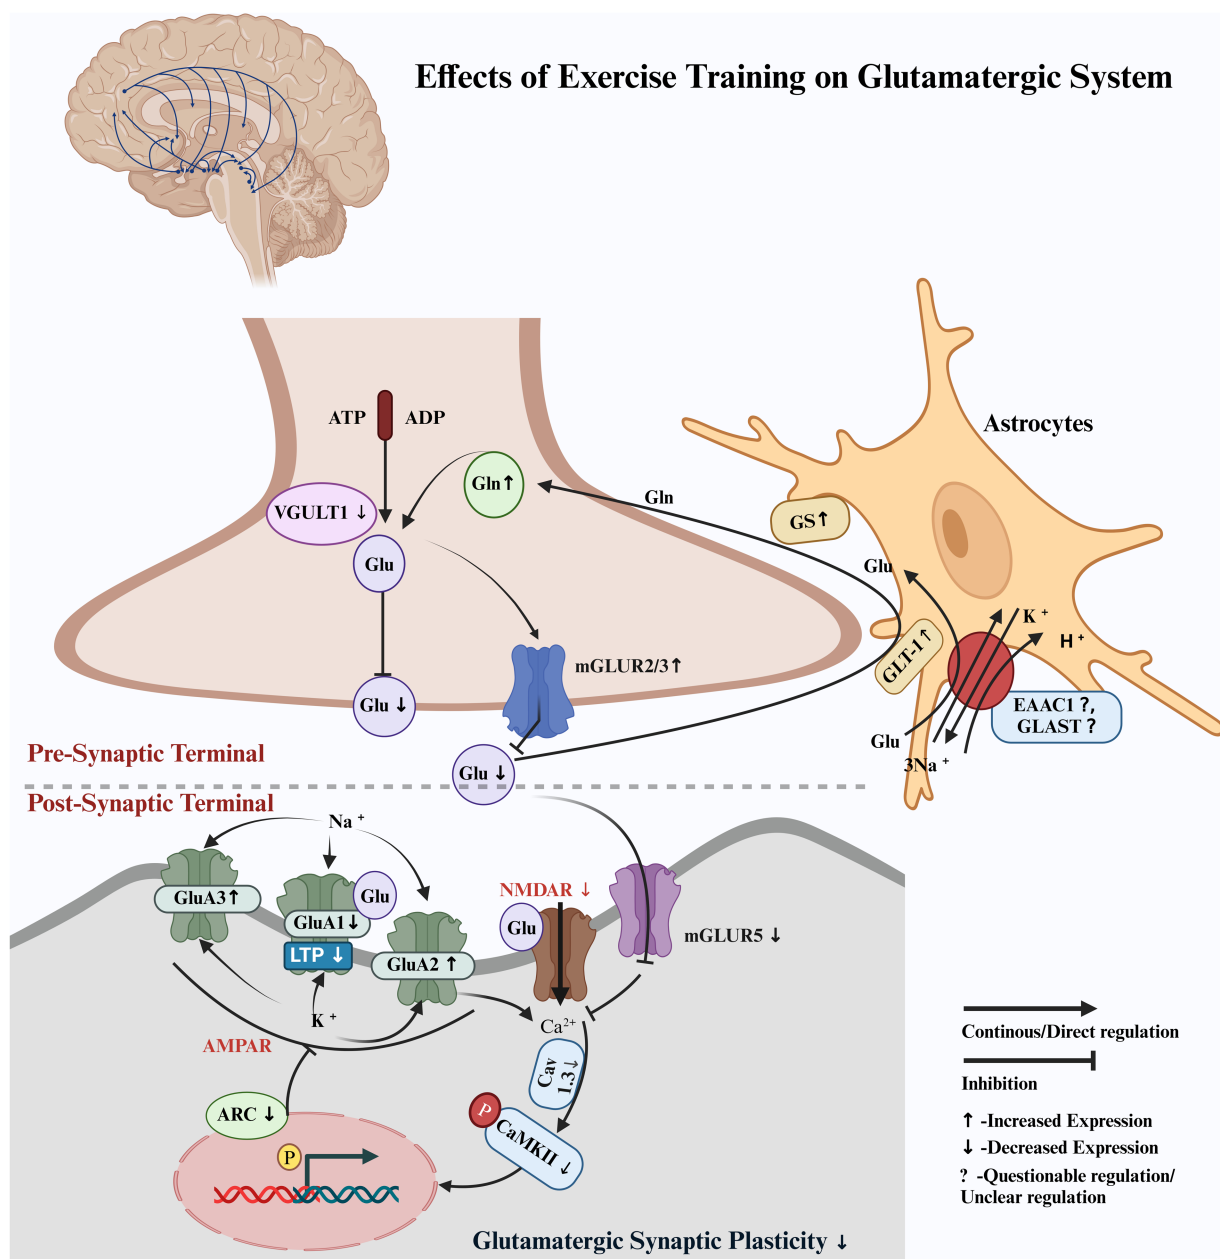 Effects of Exercise Training on Glutamatergic System
ATP
ADP
Astrocytes
Gln↑
Gln
VGULT1 ↓
GS↑
Glu
Glu
K +
H +
mGLUR2/3↑
GLT-1↑
Glu ↓
EAAC1 ?,
GLAST ?
Glu
3Na +
Pre-Synaptic Terminal
Glu ↓
Post-Synaptic Terminal
Na +
GluA3↑
Glu
NMDAR ↓
GluA1↓
Glu
mGLUR5 ↓
LTP ↓
GluA2 ↑
K +
Ca2+
AMPAR
Cav
1.3↓
ARC ↓
P
CaMKII ↓
P
Glutamatergic Synaptic Plasticity ↓
Continous/Direct regulation
Inhibition
↑ -Increased Expression
↓ -Decreased Expression
? -Questionable regulation/
Unclear regulation